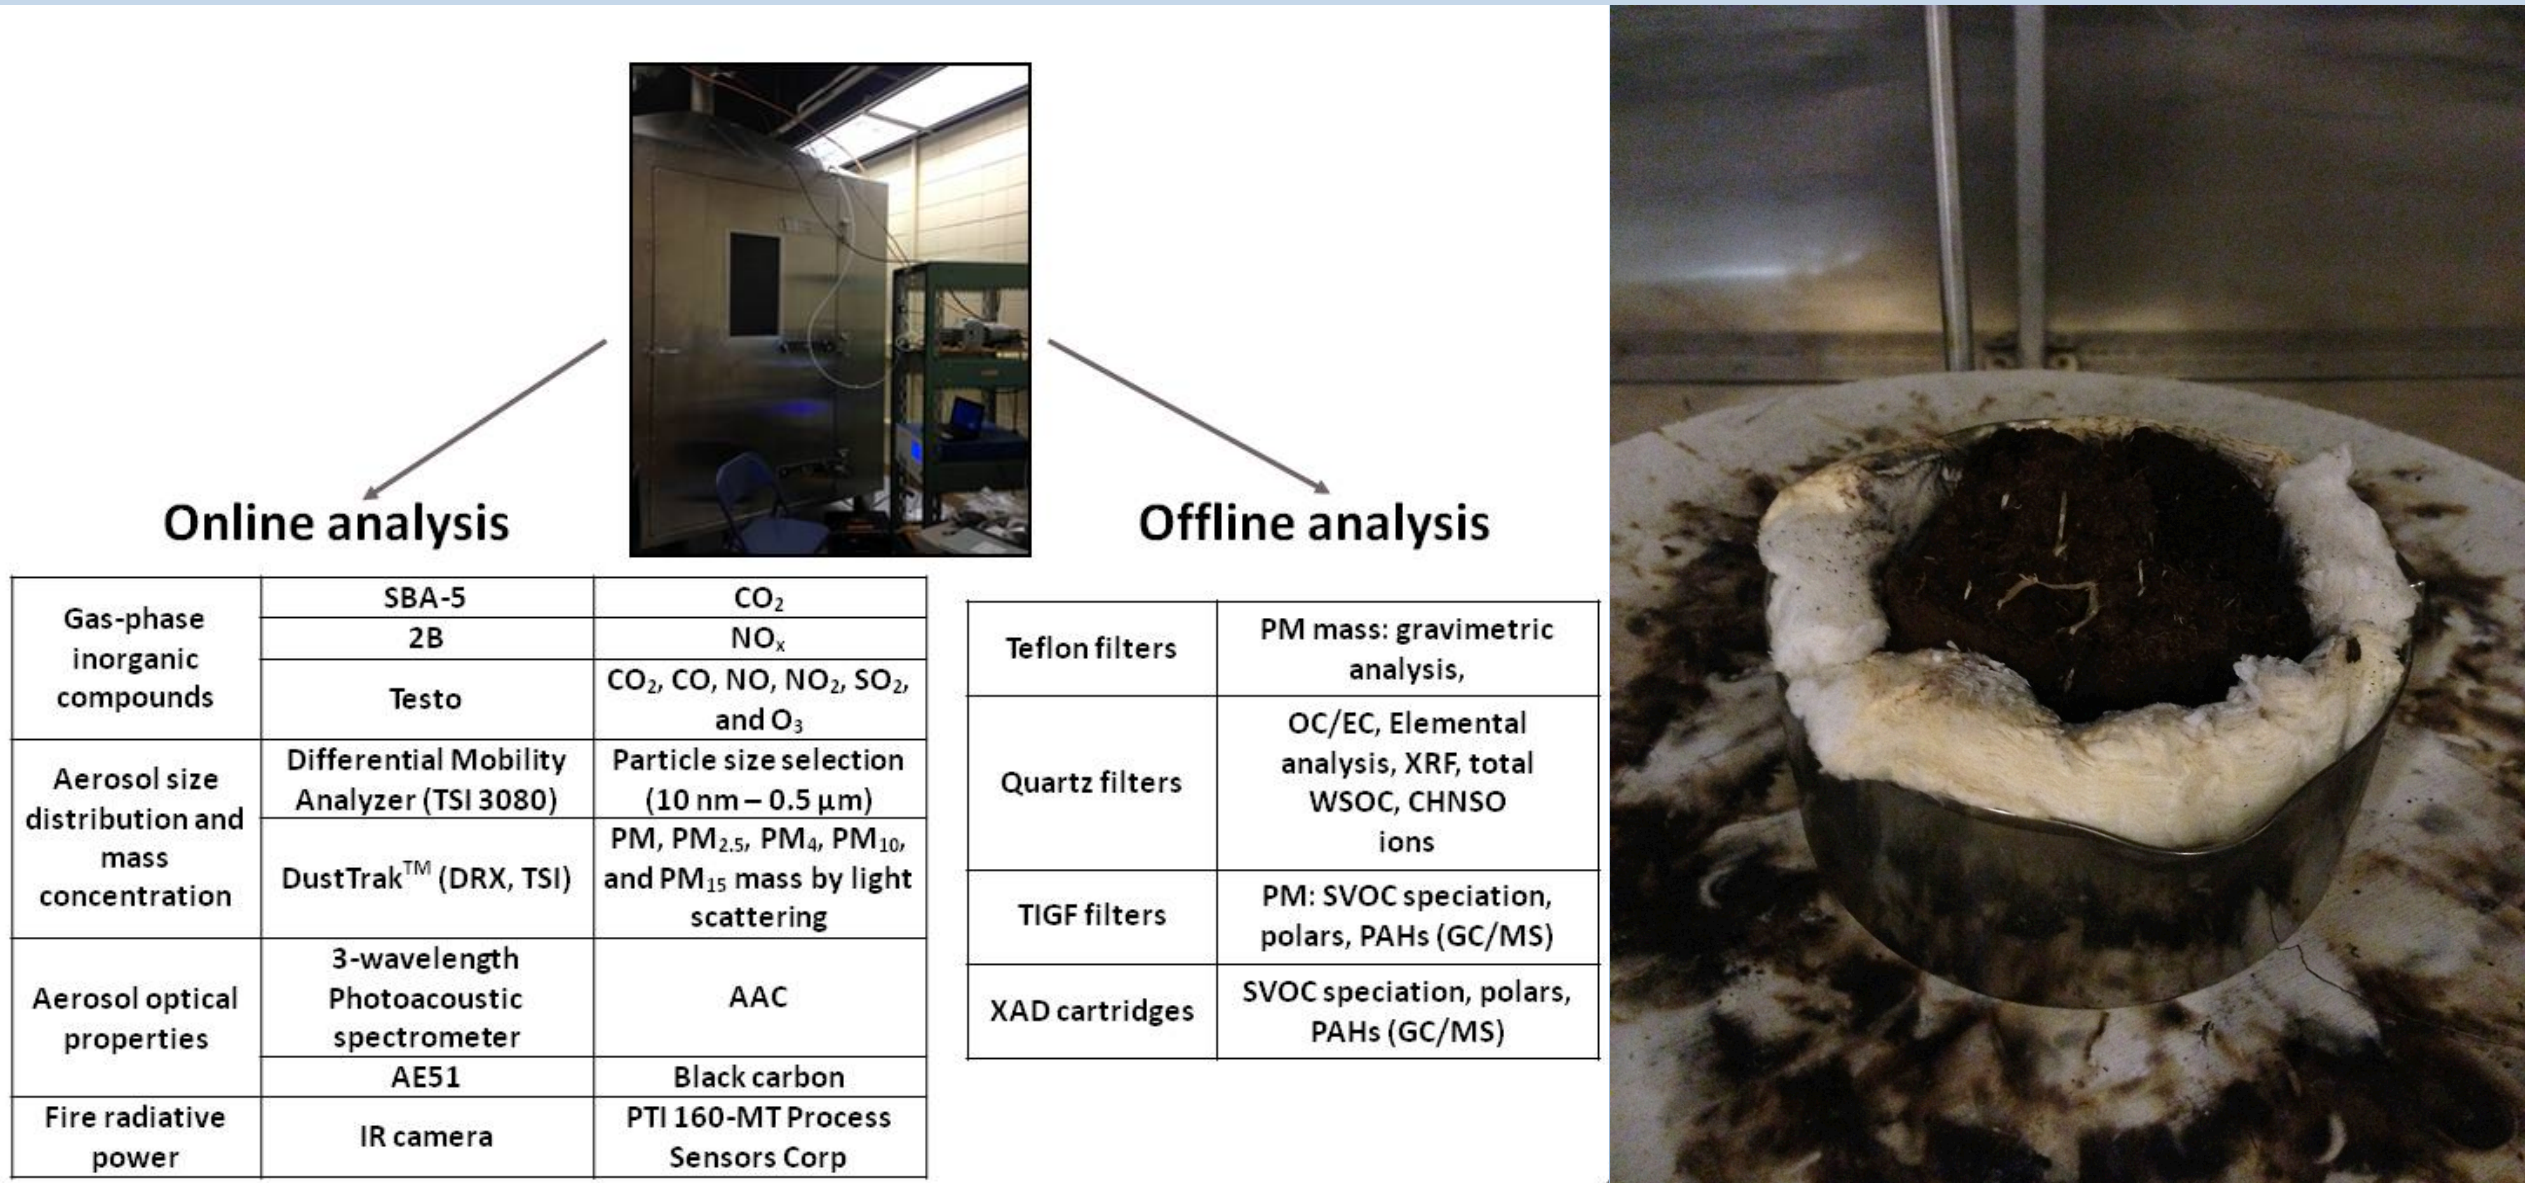 Online analysis
Offline analysis
Gas-phase
inorganic
compounds
SBA-5
CO₂
2B
NOₓ
Testo
CO₂, CO, NO, NO₂, SO₂,
and O₃
Aerosol size
distribution and
mass
concentration
Differential Mobility
Analyzer (TSI 3080)
Particle size selection
(10 nm – 0.5 µm)
DustTrak™ (DRX, TSI)
PM, PM₂.₅, PM₄, PM₁₀,
and PM₁₅ mass by light
scattering
Aerosol optical
properties
3-wavelength
Photoacoustic
spectrometer
AAC
AE51
Black carbon
Fire radiative
power
IR camera
PTI 160-MT Process
Sensors Corp
Teflon filters
PM mass: gravimetric
analysis,
Quartz filters
OC/EC, Elemental
analysis, XRF, total
WSOC, CHNSO
ions
TIGF filters
PM: SVOC speciation,
polars, PAHs (GC/MS)
XAD cartridges
SVOC speciation, polars,
PAHs (GC/MS)